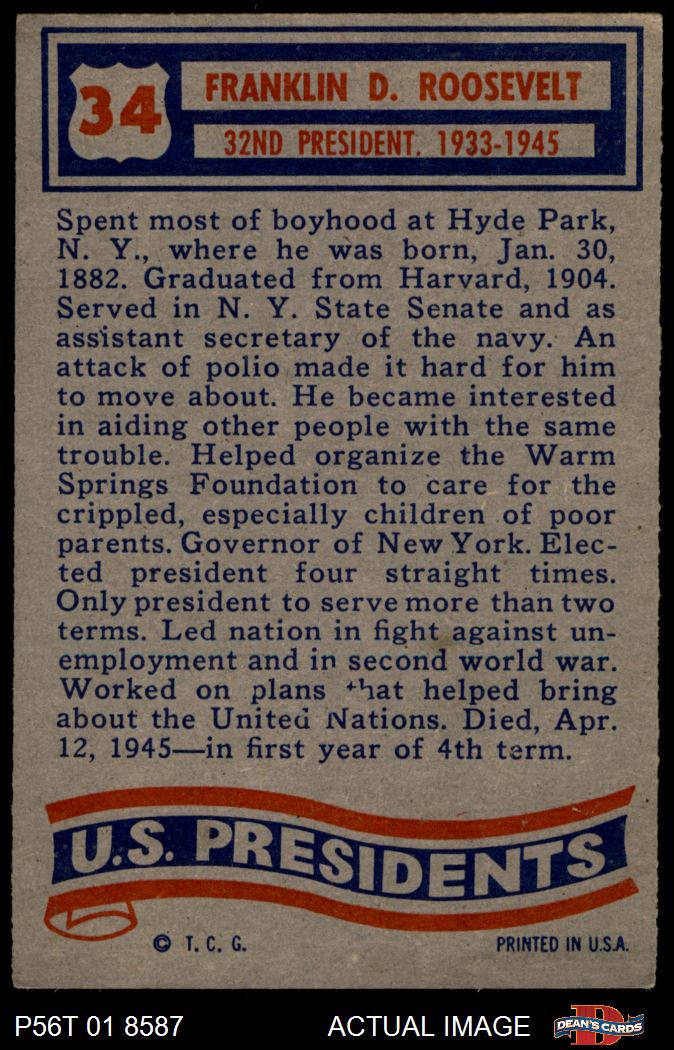 34
FRANKLIN D. ROOSEVELT
32ND PRESIDENT. 1933-1945
Spent most of boyhood at Hyde Park,
N. Y., where he was born, Jan. 30,
1882. Graduated from Harvard, 1904.
Served in N. Y. State Senate and as
assistant secretary of the navy. An
attack of polio made it hard for him
to move about. He became interested
in aiding other people with the same
trouble. Helped organize the Warm
Springs Foundation to care for the
crippled, especially children of poor
parents. Governor of New York. Elec-
ted president four straight times.
Only president to serve more than two
terms. Led nation in fight against un-
employment and in second world war.
Worked on plans that helped bring
about the United Nations. Died, Apr.
12, 1945—in first year of 4th term.
U.S. PRESIDENTS
© T. C. G.
PRINTED IN U.S.A.
P56T 01 8587
ACTUAL IMAGE
D
DEAN'S CARDS